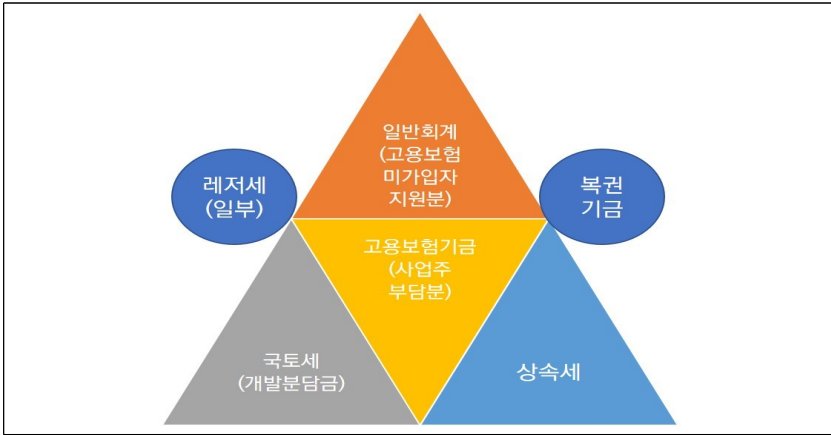 일반회계
(고용보험
미가입자
지원분)
레저세
(일부)
복권
기금
고용보험기금
(사업주
부담분)
국토세
(개발분담금)
상속세